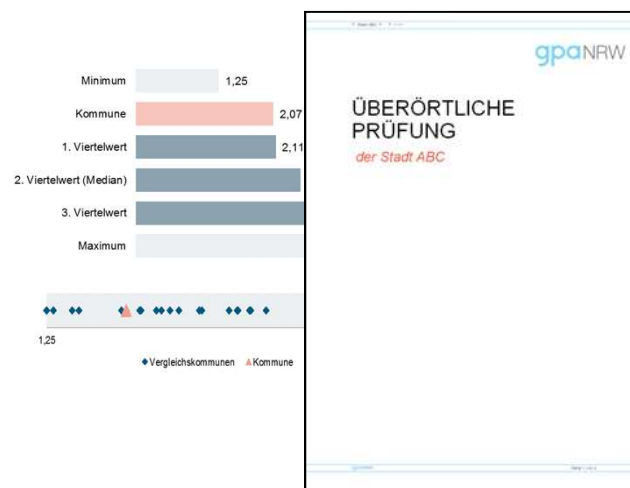 Minimum
1,25
Kommune
2,07
1. Viertelwert
2,11
2. Viertelwert (Median)
3. Viertelwert
Maximum
1,25
Vergleichskommunen
Kommune
gpaNRW
ÜBERÖRTLICHE
PRÜFUNG
der Stadt ABC